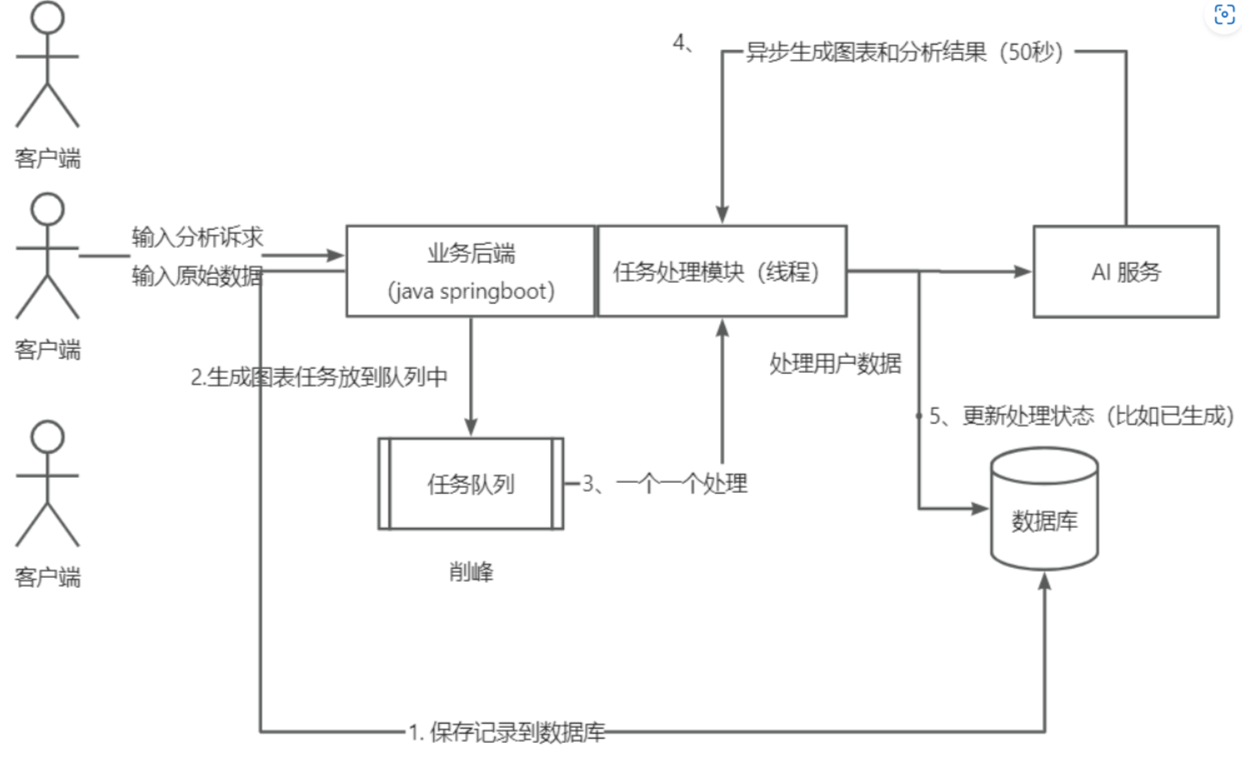 4、
异步生成图表和分析结果（50秒）
客户端
输入分析诉求
输入原始数据
业务后端
（java springboot）
任务处理模块（线程）
AI 服务
客户端
2.生成图表任务放到队列中
处理用户数据
5、更新处理状态（比如已生成）
任务队列
3、一个一个处理
数据库
削峰
客户端
1. 保存记录到数据库